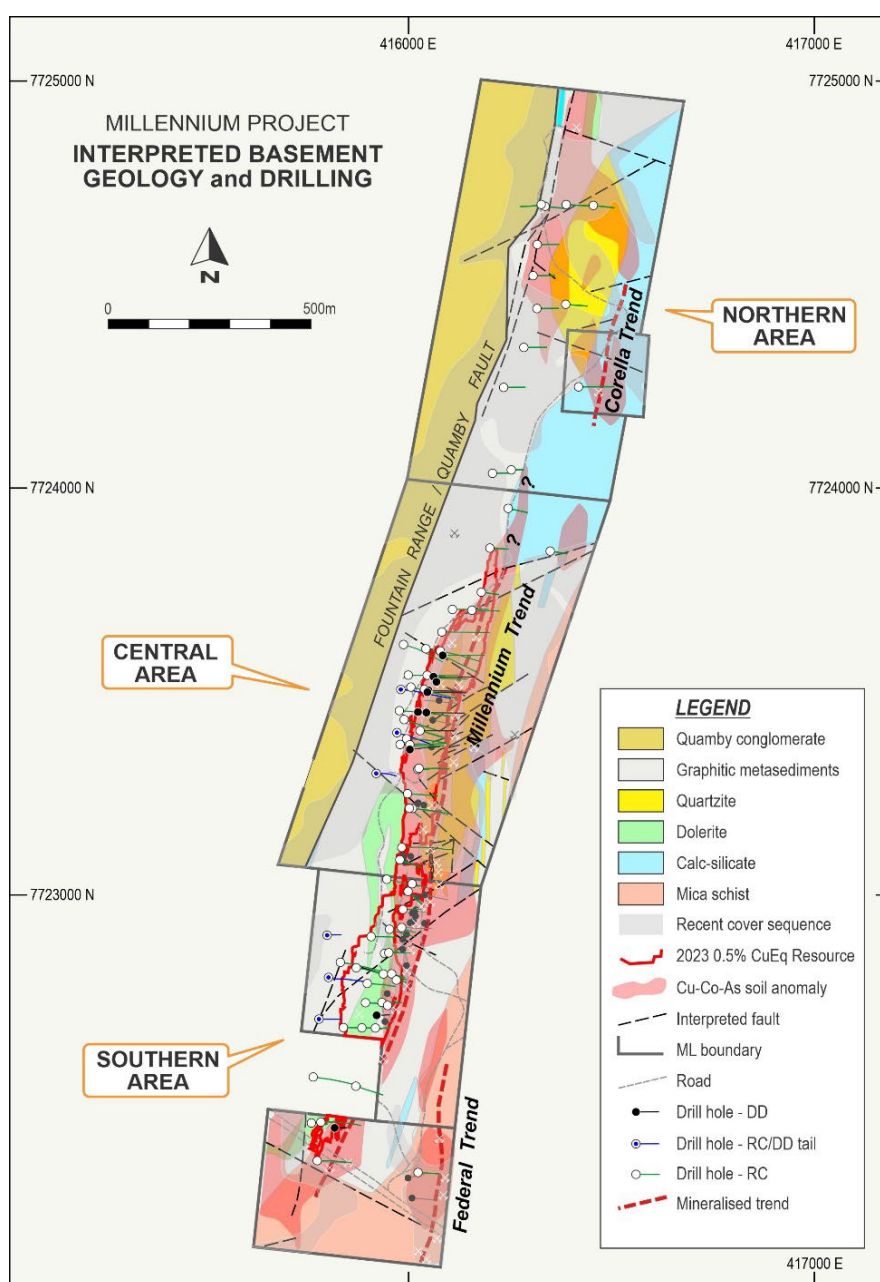 416000 E
417000 E
7725000 N
7725000 N
MILLENNIUM PROJECT
INTERPRETED BASEMENT
GEOLOGY and DRILLING
N
0
500m
NORTHERN
AREA
Corella Trend
FOUNTAIN RANGE / QUAMBY FAULT
7724000 N
7724000 N
?
?
Millennium Trend
CENTRAL
AREA
LEGEND
Quamby conglomerate
Graphitic metasediments
Quartzite
Dolerite
Calc-silicate
Mica schist
Recent cover sequence
2023 0.5% CuEq Resource
Cu-Co-As soil anomaly
Interpreted fault
ML boundary
Road
Drill hole - DD
Drill hole - RC/DD tail
Drill hole - RC
Mineralised trend
7723000 N
SOUTHERN
AREA
Federal Trend
416000 E
417000 E